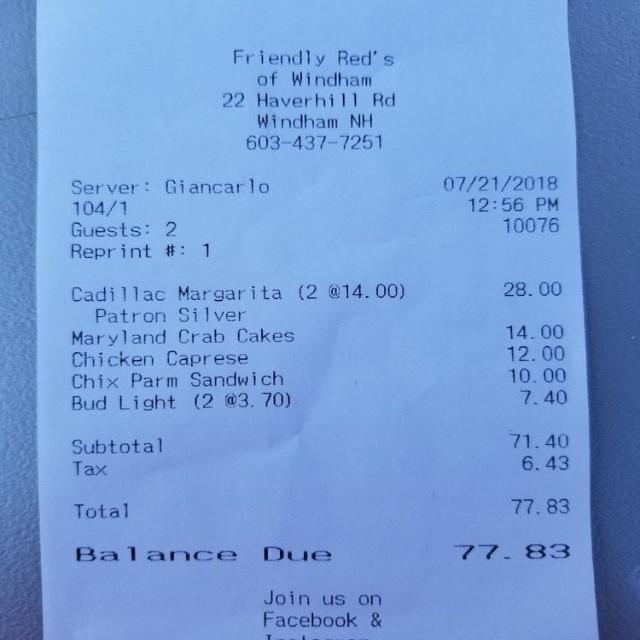 Friendly Red's
of Windham
22 Haverhill Rd
Windham NH
603-437-7251
Server: Giancarlo 07/21/2018
104/1 12:56 PM
Guests: 2 10076
Reprint #: 1
Cadillac Margarita (2 @14.00) 28.00
Patron Silver
Maryland Crab Cakes 14.00
Chicken Caprese 12.00
Chix Parm Sandwich 10.00
Bud Light (2 @3.70) 7.40
Subtotal 71.40
Tax 6.43
Total 77.83
Balance Due 77.83
Join us on
Facebook &